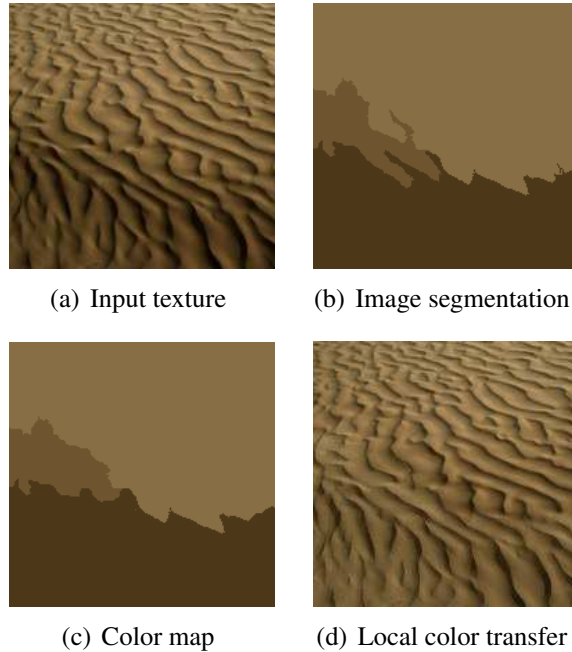 (a) Input texture
(b) Image segmentation
(c) Color map
(d) Local color transfer